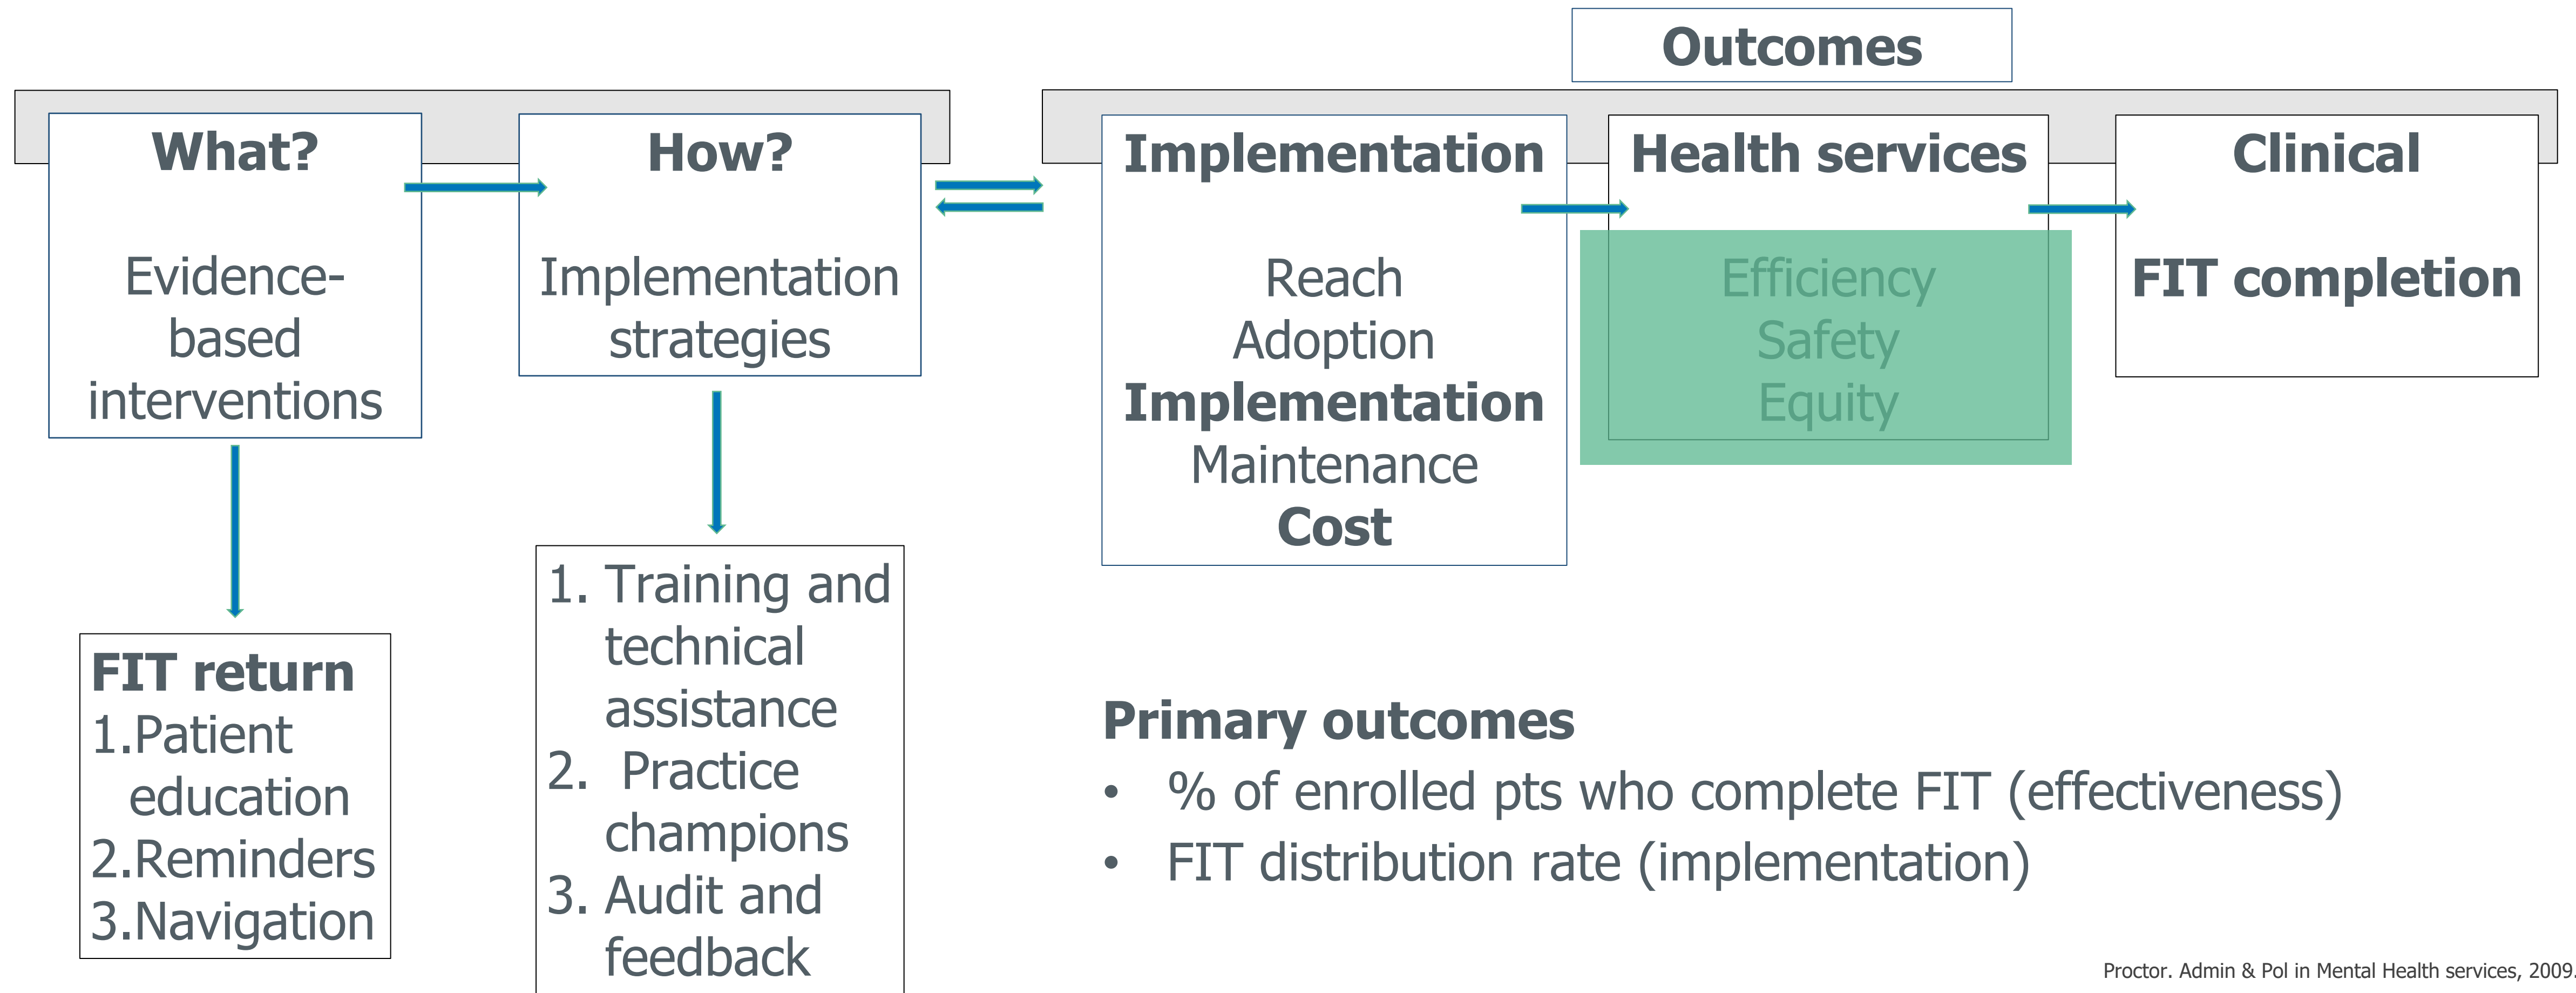 Outcomes
What?
Evidence-
based
interventions
How?
Implementation
strategies
Implementation
Reach
Adoption
Implementation
Maintenance
Cost
Health services
Efficiency
Safety
Equity
Clinical
FIT completion
FIT return
1.Patient
education
2.Reminders
3.Navigation
1. Training and
technical
assistance
2. Practice
champions
3. Audit and
feedback
Primary outcomes
• % of enrolled pts who complete FIT (effectiveness)
• FIT distribution rate (implementation)
Proctor. Admin & Pol in Mental Health services, 2009.